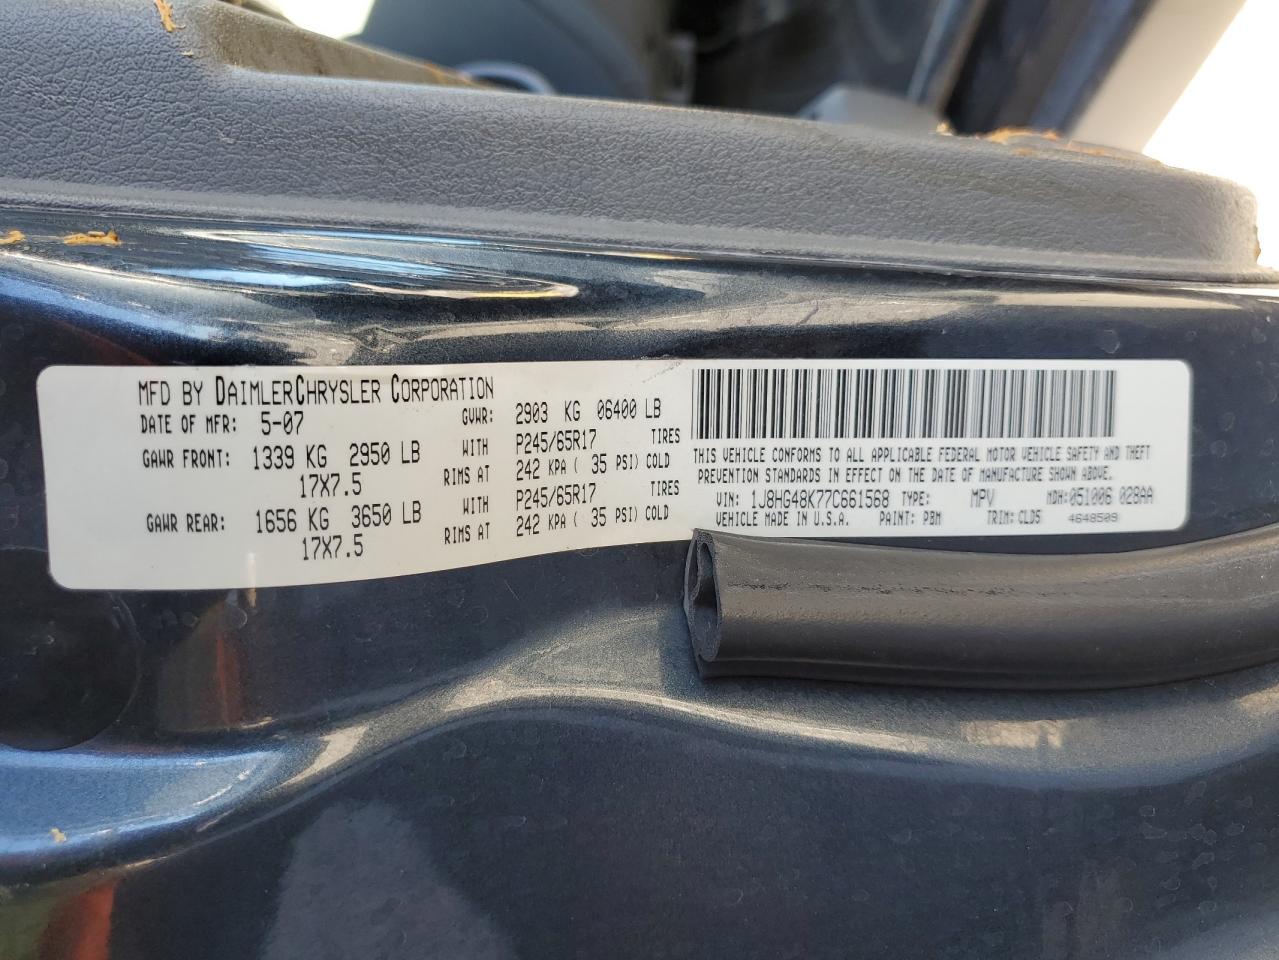 MFD BY DAIMLERCHRYSLER CORPORATION
DATE OF MFR: 5-07 GVWR: 2903 KG 06400 LB
GAWR FRONT: 1339 KG 2950 LB WITH P245/65R17 TIRES
17X7.5 RIMS AT 242 KPA ( 35 PSI) COLD
GAWR REAR: 1656 KG 3650 LB WITH P245/65R17 TIRES
17X7.5 RIMS AT 242 KPA ( 35 PSI) COLD
THIS VEHICLE CONFORMS TO ALL APPLICABLE FEDERAL MOTOR VEHICLE SAFETY AND THEFT
PREVENTION STANDARDS IN EFFECT ON THE DATE OF MANUFACTURE SHOWN ABOVE.
VIN: 1J8HG48K77C661568 TYPE: MPV MDH: 051006 028AA
VEHICLE MADE IN U.S.A. PAINT: PBM TRIM: CLD5 4648509